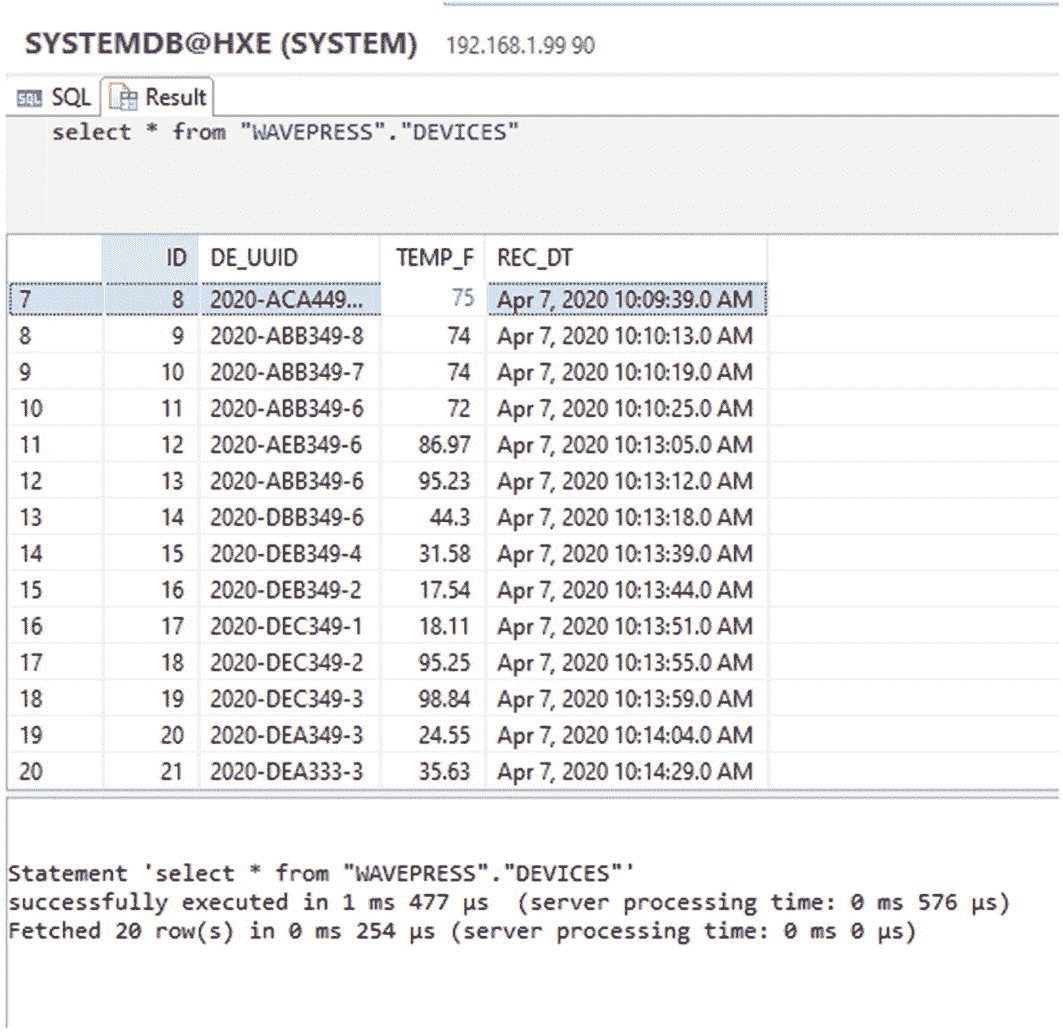 SYSTEMDB@HXE (SYSTEM) 192.168.1.99 90
SQL SQL Result
select * from "WAVEPRESS"."DEVICES"
ID DE_UUID TEMP_F REC_DT
7 8 2020-ACA449... 75 Apr 7, 2020 10:09:39.0 AM
8 9 2020-ABB349-8 74 Apr 7, 2020 10:10:13.0 AM
9 10 2020-ABB349-7 74 Apr 7, 2020 10:10:19.0 AM
10 11 2020-ABB349-6 72 Apr 7, 2020 10:10:25.0 AM
11 12 2020-AEB349-6 86.97 Apr 7, 2020 10:13:05.0 AM
12 13 2020-ABB349-6 95.23 Apr 7, 2020 10:13:12.0 AM
13 14 2020-DBB349-6 44.3 Apr 7, 2020 10:13:18.0 AM
14 15 2020-DEB349-4 31.58 Apr 7, 2020 10:13:39.0 AM
15 16 2020-DEB349-2 17.54 Apr 7, 2020 10:13:44.0 AM
16 17 2020-DEC349-1 18.11 Apr 7, 2020 10:13:51.0 AM
17 18 2020-DEC349-2 95.25 Apr 7, 2020 10:13:55.0 AM
18 19 2020-DEC349-3 98.84 Apr 7, 2020 10:13:59.0 AM
19 20 2020-DEA349-3 24.55 Apr 7, 2020 10:14:04.0 AM
20 21 2020-DEA333-3 35.63 Apr 7, 2020 10:14:29.0 AM
Statement 'select * from "WAVEPRESS"."DEVICES"'
successfully executed in 1 ms 477 µs (server processing time: 0 ms 576 µs)
Fetched 20 row(s) in 0 ms 254 µs (server processing time: 0 ms 0 µs)